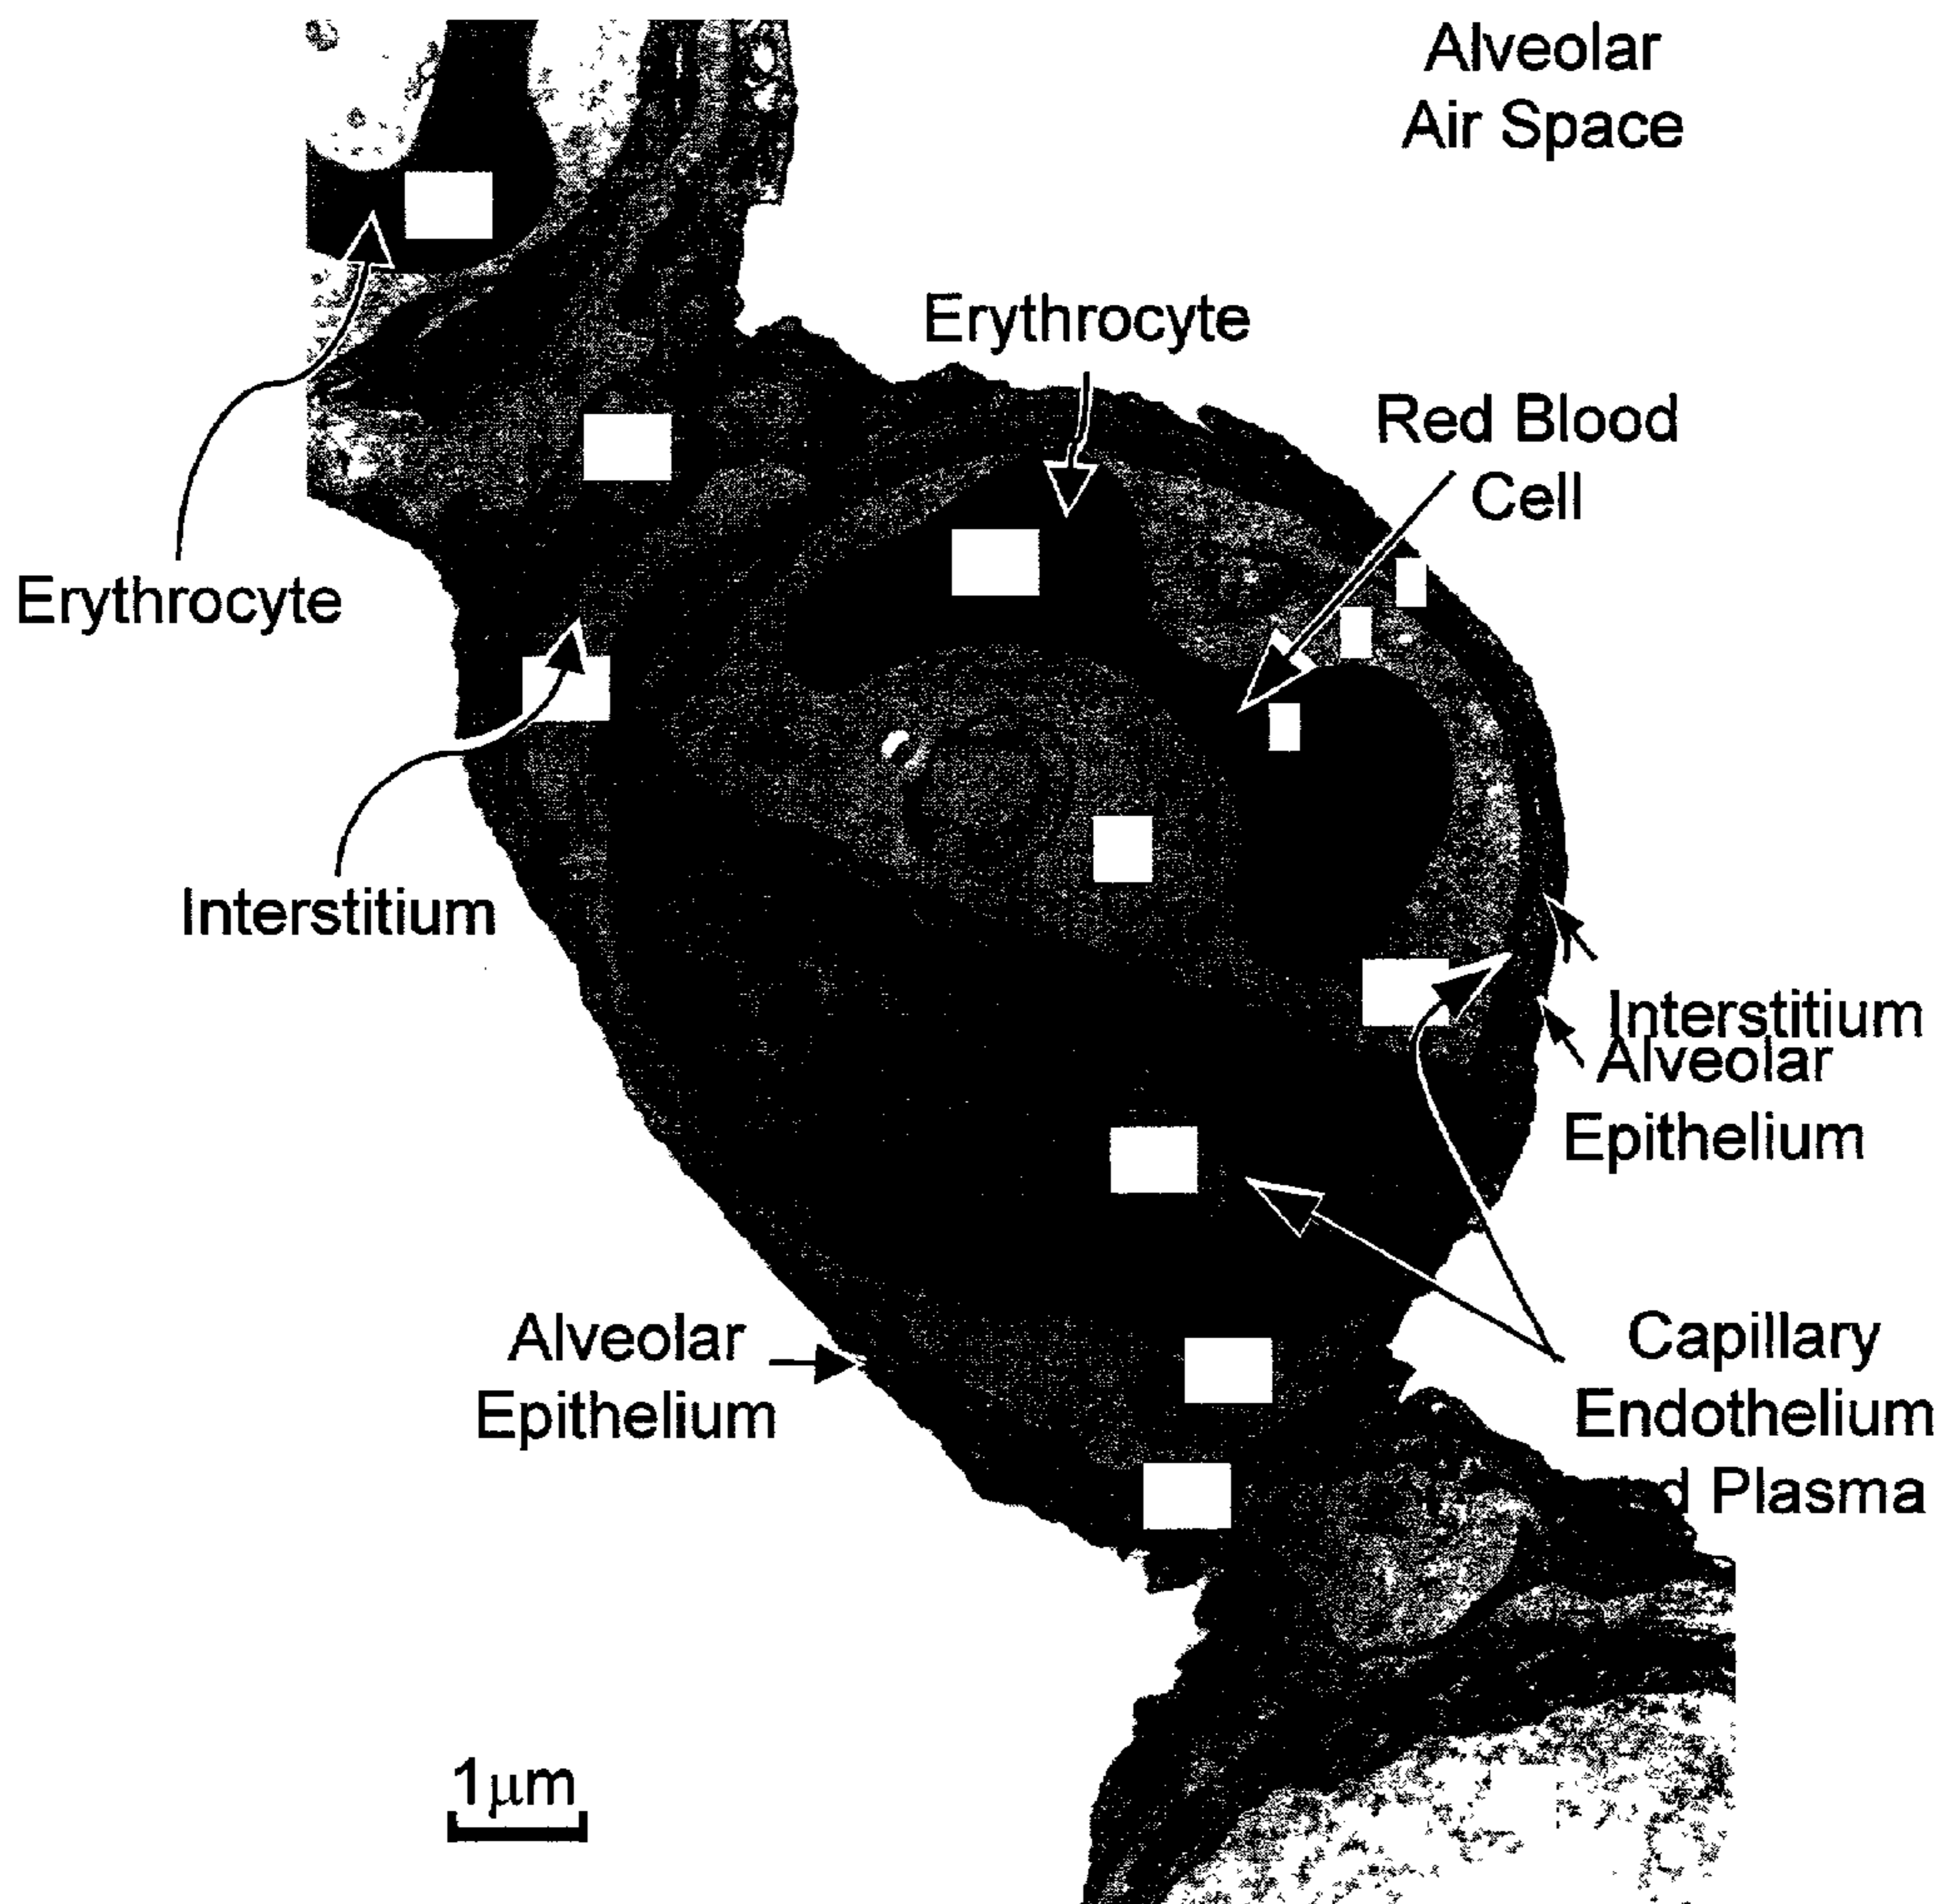 Alveolar
Air Space
Erythrocyte
Red Blood
Cell
Erythrocyte
Interstitium
Interstitium
Alveolar
Epithelium
Alveolar
Epithelium
Capillary
Endothelium
Plasma
1μm